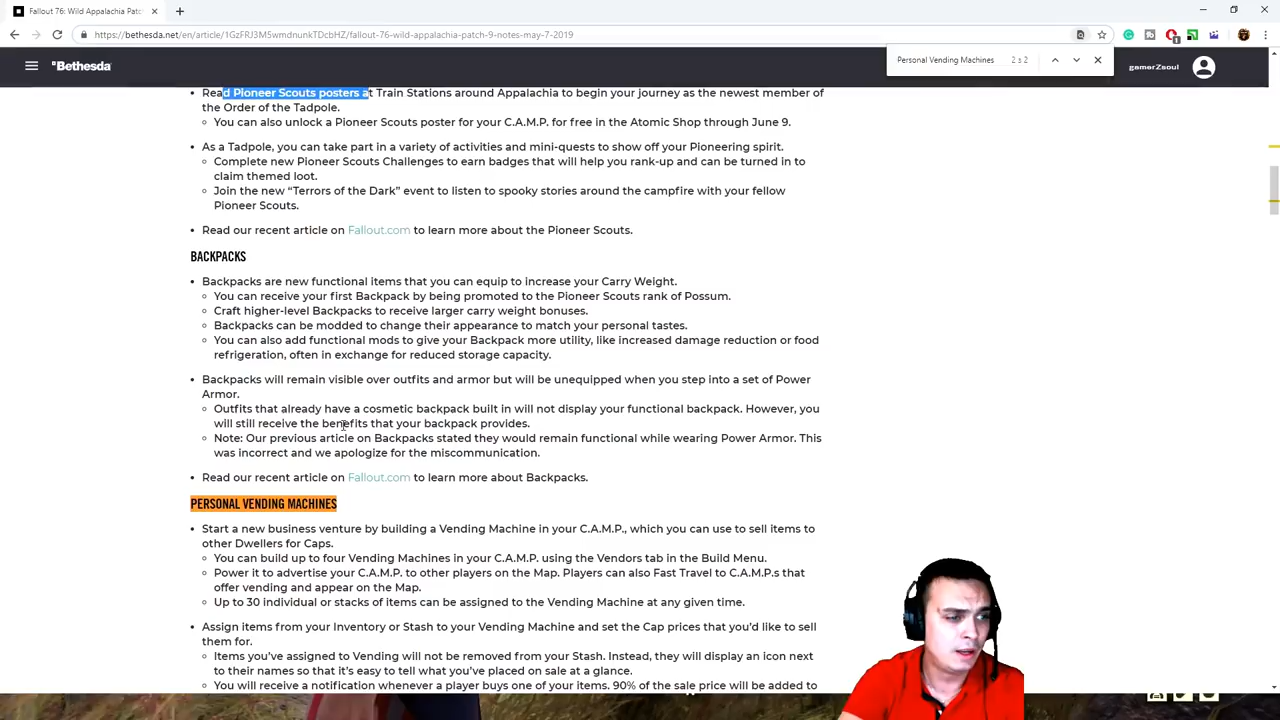 Fallout 76: Wild Appalachia Patc
https://bethesda.net/en/article/1GzFRJ3M5wmdnunkTDcbHZ/fallout-76-wild-appalachia-patch-9-notes-may-7-2019
Personal Vending Machines 2 z 2
Bethesda
gamerZsoul
• Read Pioneer Scouts posters at Train Stations around Appalachia to begin your journey as the newest member of
the Order of the Tadpole.
You can also unlock a Pioneer Scouts poster for your C.A.M.P. for free in the Atomic Shop through June 9.
• As a Tadpole, you can take part in a variety of activities and mini-quests to show off your Pioneering spirit.
Complete new Pioneer Scouts Challenges to earn badges that will help you rank-up and can be turned in to
claim themed loot.
Join the new “Terrors of the Dark” event to listen to spooky stories around the campfire with your fellow
Pioneer Scouts.
• Read our recent article on Fallout.com to learn more about the Pioneer Scouts.
BACKPACKS
• Backpacks are new functional items that you can equip to increase your Carry Weight.
You can receive your first Backpack by being promoted to the Pioneer Scouts rank of Possum.
Craft higher-level Backpacks to receive larger carry weight bonuses.
Backpacks can be modded to change their appearance to match your personal tastes.
You can also add functional mods to give your Backpack more utility, like increased damage reduction or food
refrigeration, often in exchange for reduced storage capacity.
• Backpacks will remain visible over outfits and armor but will be unequipped when you step into a set of Power
Armor.
Outfits that already have a cosmetic backpack built in will not display your functional backpack. However, you
will still receive the benefits that your backpack provides.
Note: Our previous article on Backpacks stated they would remain functional while wearing Power Armor. This
was incorrect and we apologize for the miscommunication.
• Read our recent article on Fallout.com to learn more about Backpacks.
PERSONAL VENDING MACHINES
• Start a new business venture by building a Vending Machine in your C.A.M.P., which you can use to sell items to
other Dwellers for Caps.
You can build up to four Vending Machines in your C.A.M.P. using the Vendors tab in the Build Menu.
Power it to advertise your C.A.M.P. to other players on the Map. Players can also Fast Travel to C.A.M.P.s that
offer vending and appear on the Map.
Up to 30 individual or stacks of items can be assigned to the Vending Machine at any given time.
• Assign items from your Inventory or Stash to your Vending Machine and set the Cap prices that you’d like to sell
them for.
Items you’ve assigned to Vending will not be removed from your Stash. Instead, they will display an icon next
to their names so that it’s easy to tell what you’ve placed on sale at a glance.
You will receive a notification whenever a player buys one of your items. 90% of the sale price will be added to